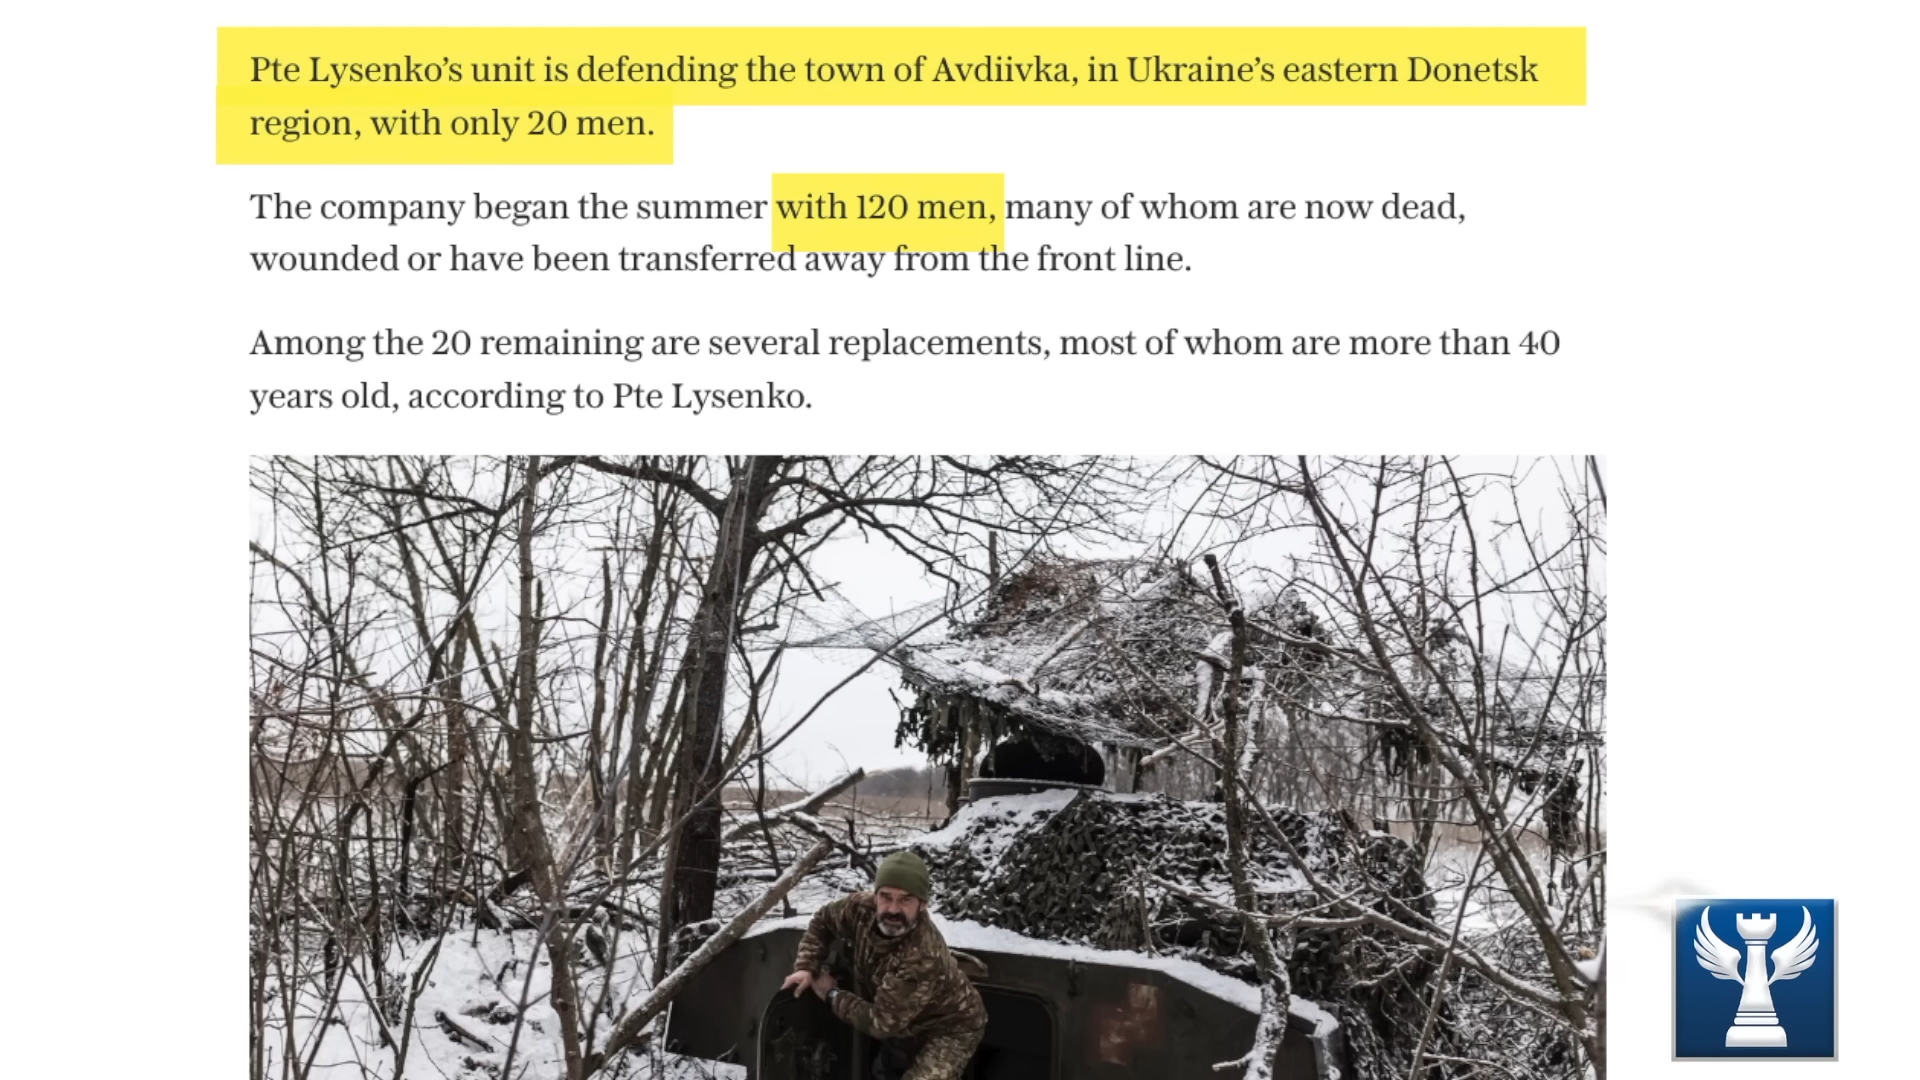 Pte Lysenko’s unit is defending the town of Avdiivka, in Ukraine’s eastern Donetsk
region, with only 20 men.
The company began the summer with 120 men, many of whom are now dead,
wounded or have been transferred away from the front line.
Among the 20 remaining are several replacements, most of whom are more than 40
years old, according to Pte Lysenko.